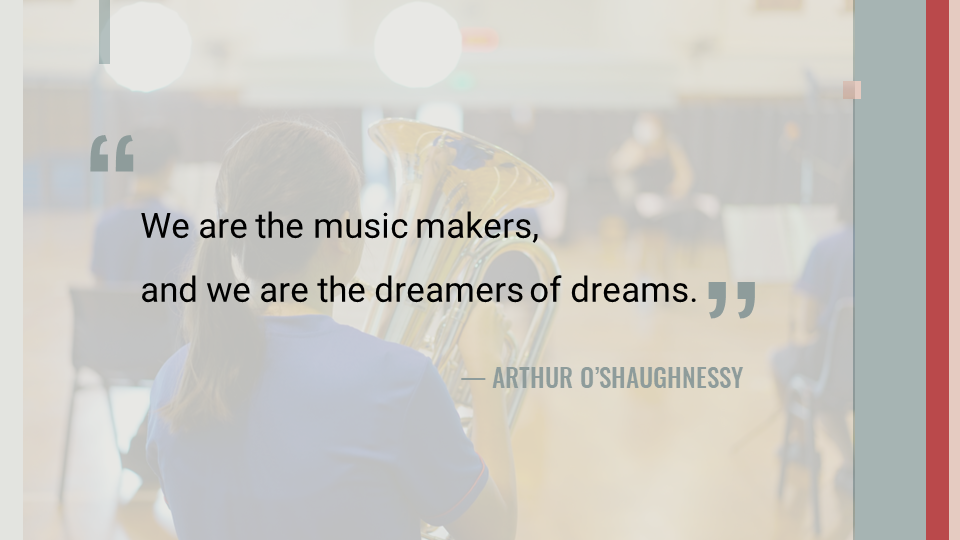 “
We are the music makers,
and we are the dreamers of dreams. ”
— ARTHUR O’SHAUGHNESSY